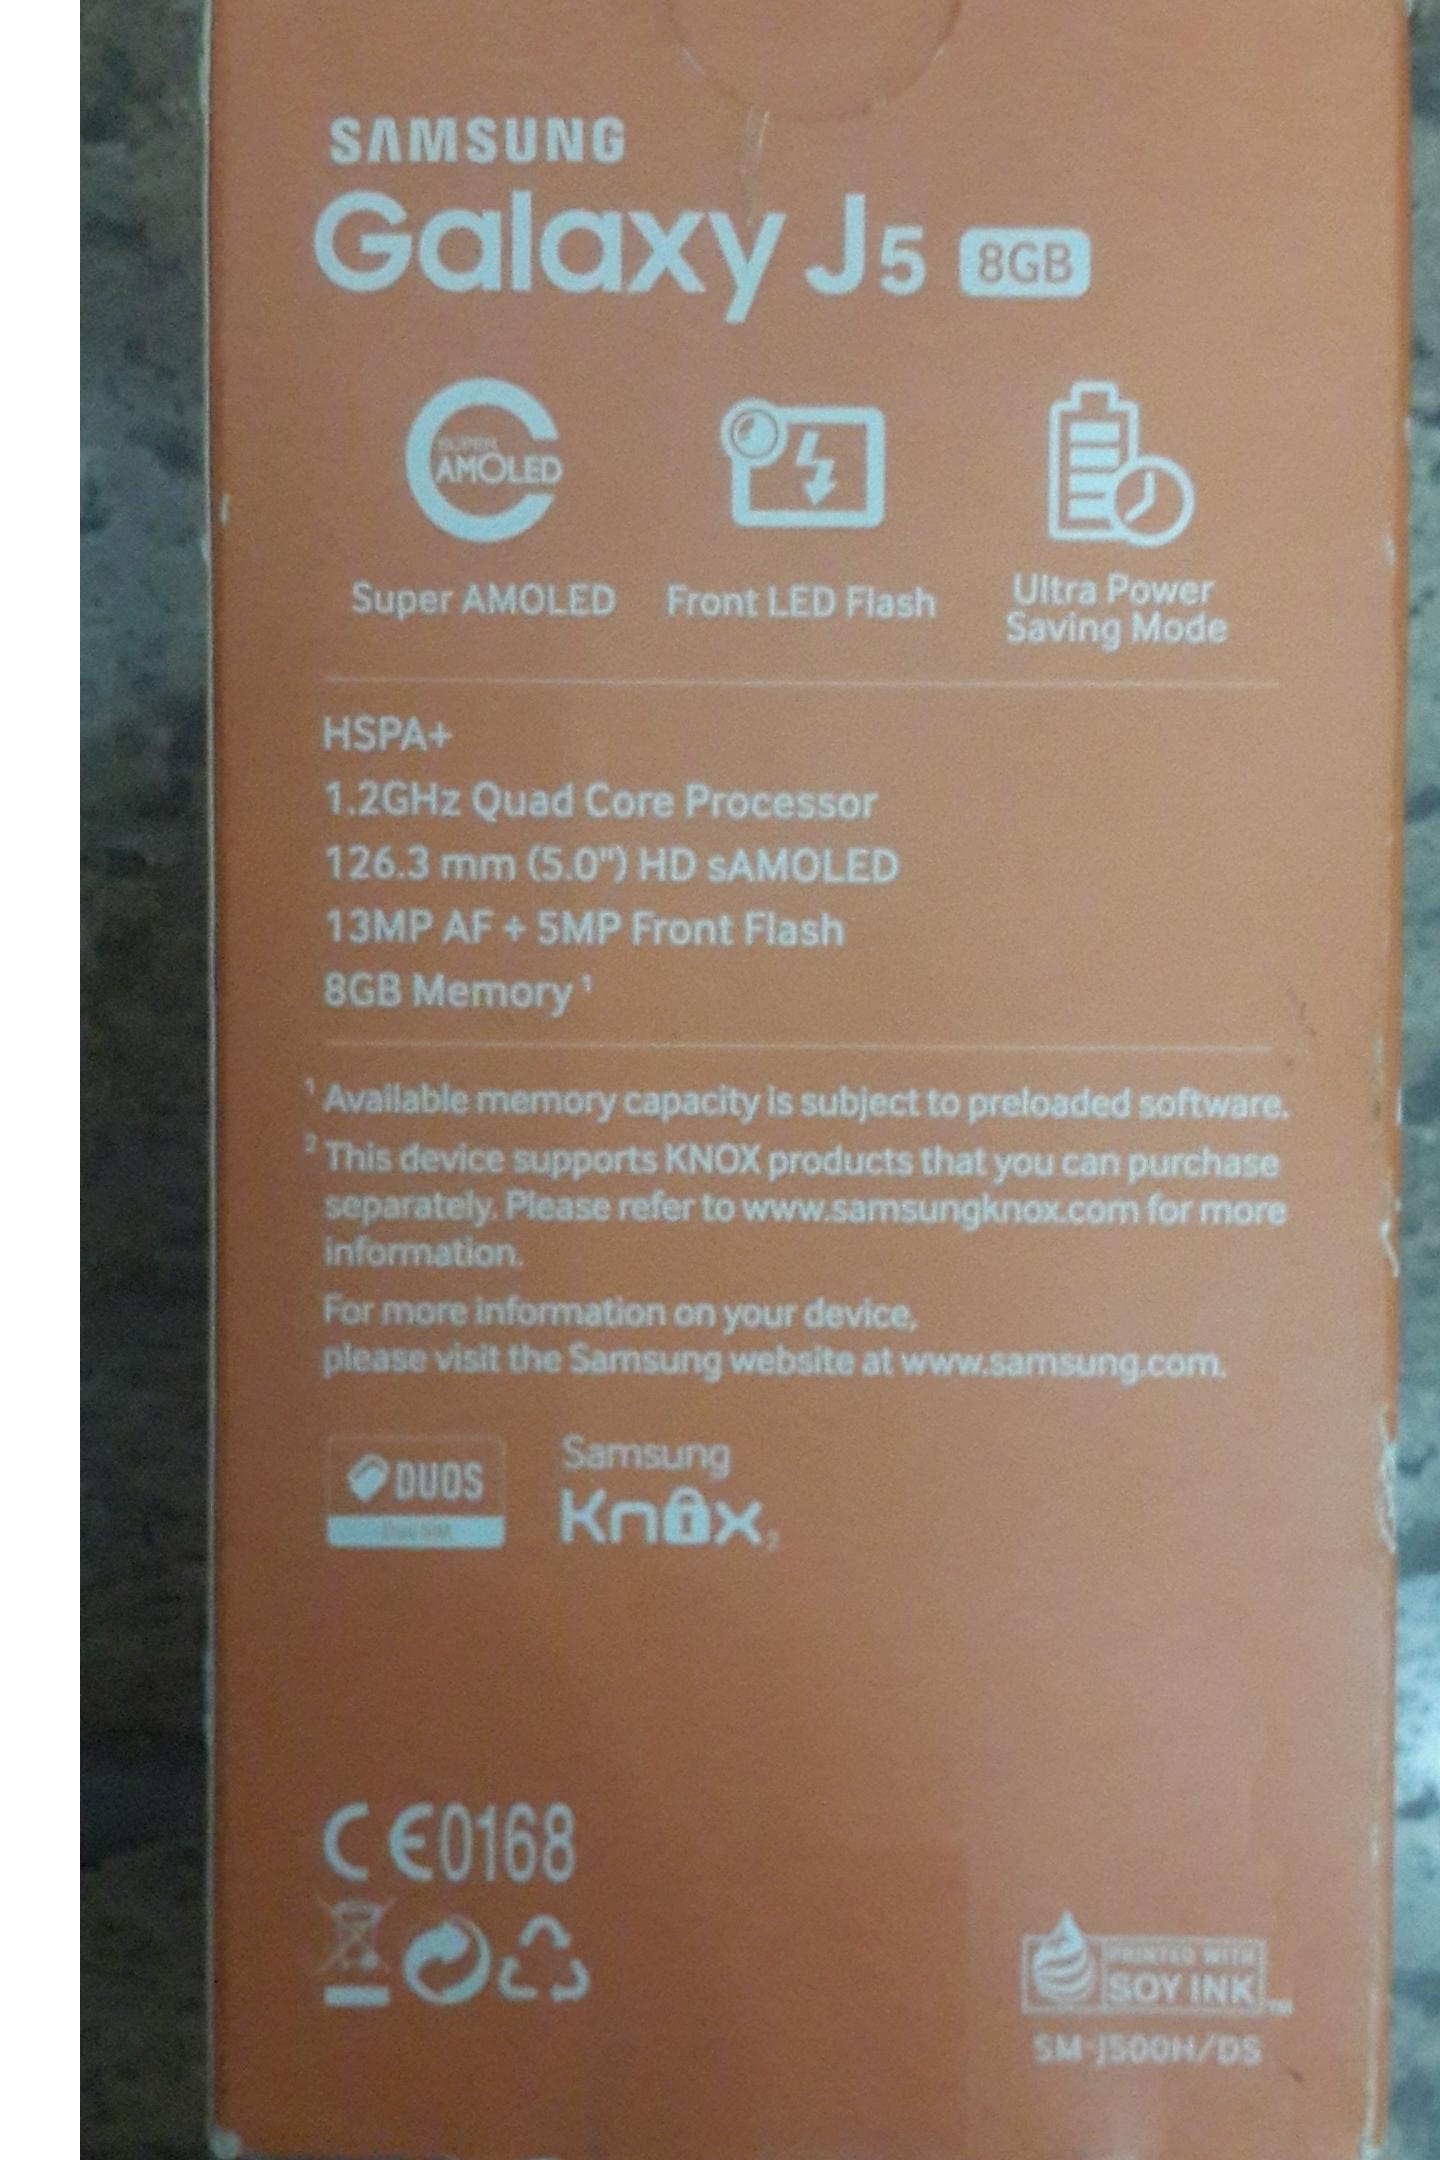 SAMSUNG
Galaxy J5 8GB
SUPER
AMOLED
Super AMOLED
Front LED Flash
Ultra Power
Saving Mode
HSPA+
1.2GHz Quad Core Processor
126.3 mm (5.0") HD sAMOLED
13MP AF + 5MP Front Flash
8GB Memory ¹
¹ Available memory capacity is subject to preloaded software.
² This device supports KNOX products that you can purchase
separately. Please refer to www.samsungknox.com for more
information.
For more information on your device,
please visit the Samsung website at www.samsung.com.
DUOS
Dual SIM
Samsung
Knox ₂
CE0168
PRINTED WITH
SOY INK™
SM-J500H/DS